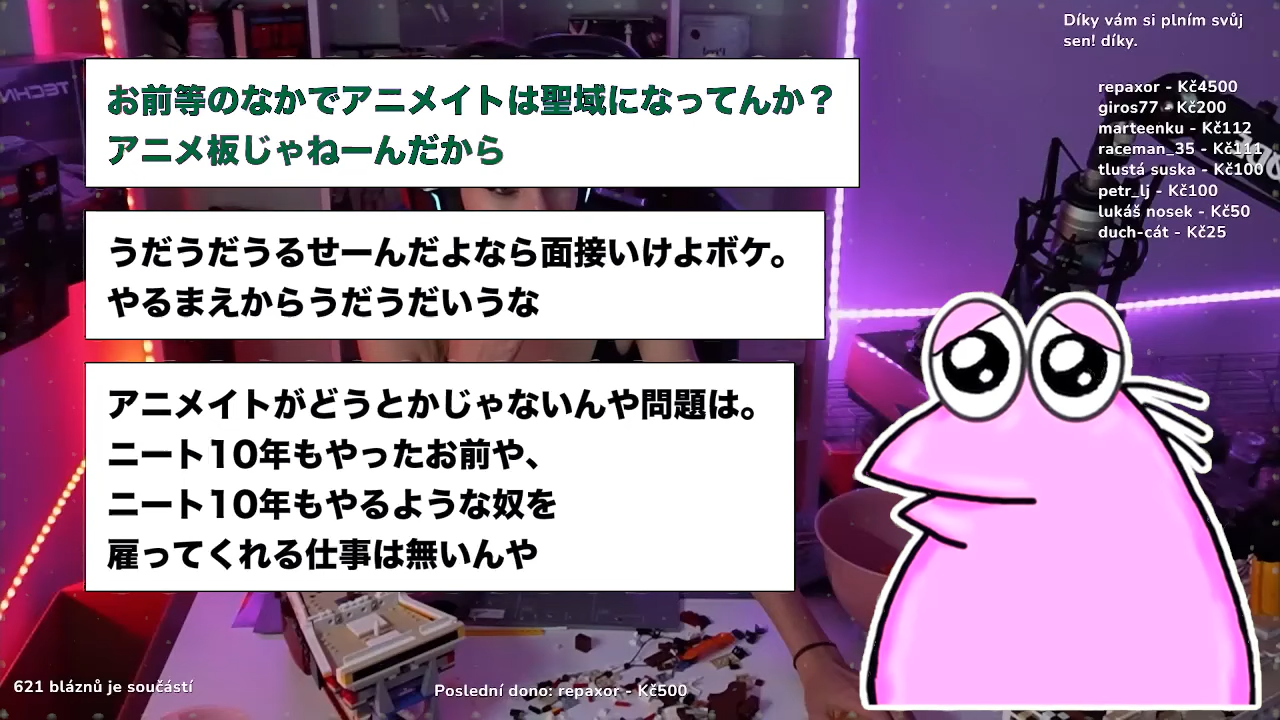 Díky vám si plním svůj
sen! díky.
お前等のなかでアニメイトは聖域になってんか？
アニメ板じゃねーんだから
repaxor - Kč4500
giros77 - Kč200
marteenku - Kč112
raceman_35 - Kč111
tlustá suska - Kč100
petr_lj - Kč100
lukáš nosek - Kč50
duch-cát - Kč25
うだうだうるせーんだよなら面接いけよボケ。
やるまえからうだうだいうな
アニメイトがどうとかじゃないんや問題は。
ニート10年もやったお前や、
ニート10年もやるような奴を
雇ってくれる仕事は無いんや
621 bláznů je součástí
Poslední dono: repaxor - Kč500